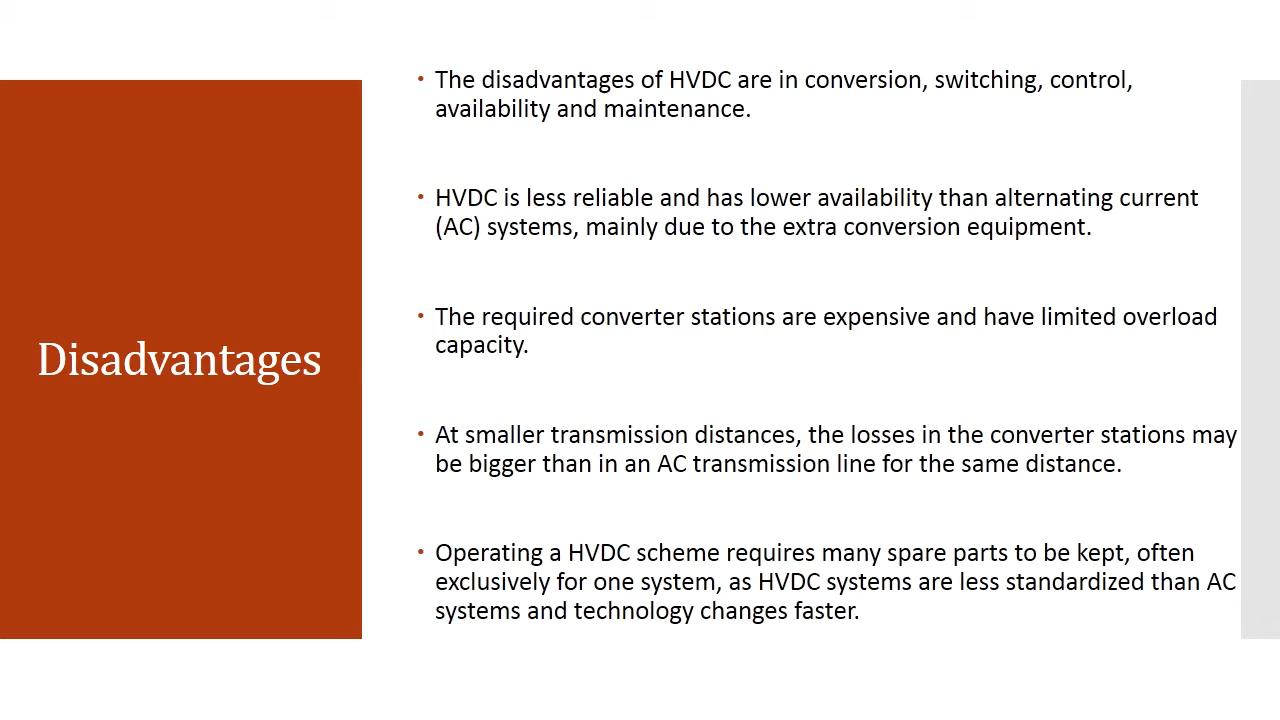 Disadvantages
• The disadvantages of HVDC are in conversion, switching, control,
availability and maintenance.
• HVDC is less reliable and has lower availability than alternating current
(AC) systems, mainly due to the extra conversion equipment.
• The required converter stations are expensive and have limited overload
capacity.
• At smaller transmission distances, the losses in the converter stations may
be bigger than in an AC transmission line for the same distance.
• Operating a HVDC scheme requires many spare parts to be kept, often
exclusively for one system, as HVDC systems are less standardized than AC
systems and technology changes faster.